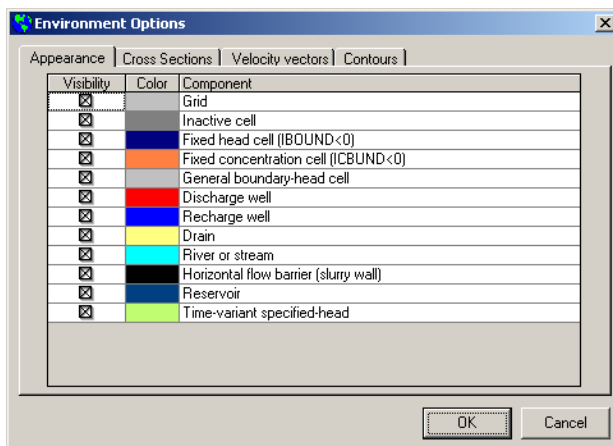 Environment Options
Appearance Cross Sections Velocity vectors Contours
Visibility Color Component
Grid
Inactive cell
Fixed head cell (IBOUND<0)
Fixed concentration cell (ICBUND<0)
General boundary-head cell
Discharge well
Recharge well
Drain
River or stream
Horizontal flow barrier (slurry wall)
Reservoir
Time-variant specified-head
OK Cancel